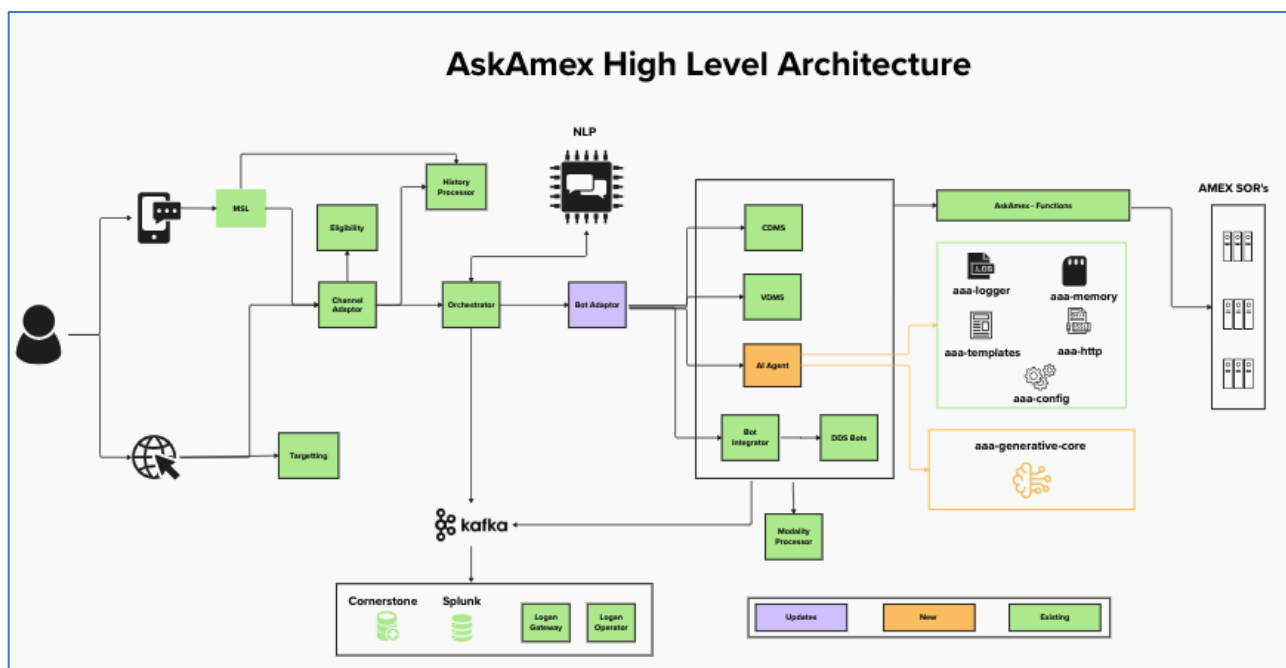 AskAmex High Level Architecture
NLP
History
Processor
MSL
AMEX SOR's
AskAmex - Functions
Eligibility
CDMS
.LOG
aaa-logger
aaa-memory
Channel
Adaptor
Orchestrator
Bot Adaptor
VDMS
aaa-templates
aaa-http
AI Agent
aaa-config
Bot
Integrator
DDS Bots
aaa-generative-core
Targetting
kafka
Modality
Processor
Cornerstone
Splunk
Logan
Gateway
Logan
Operator
Updates
New
Existing